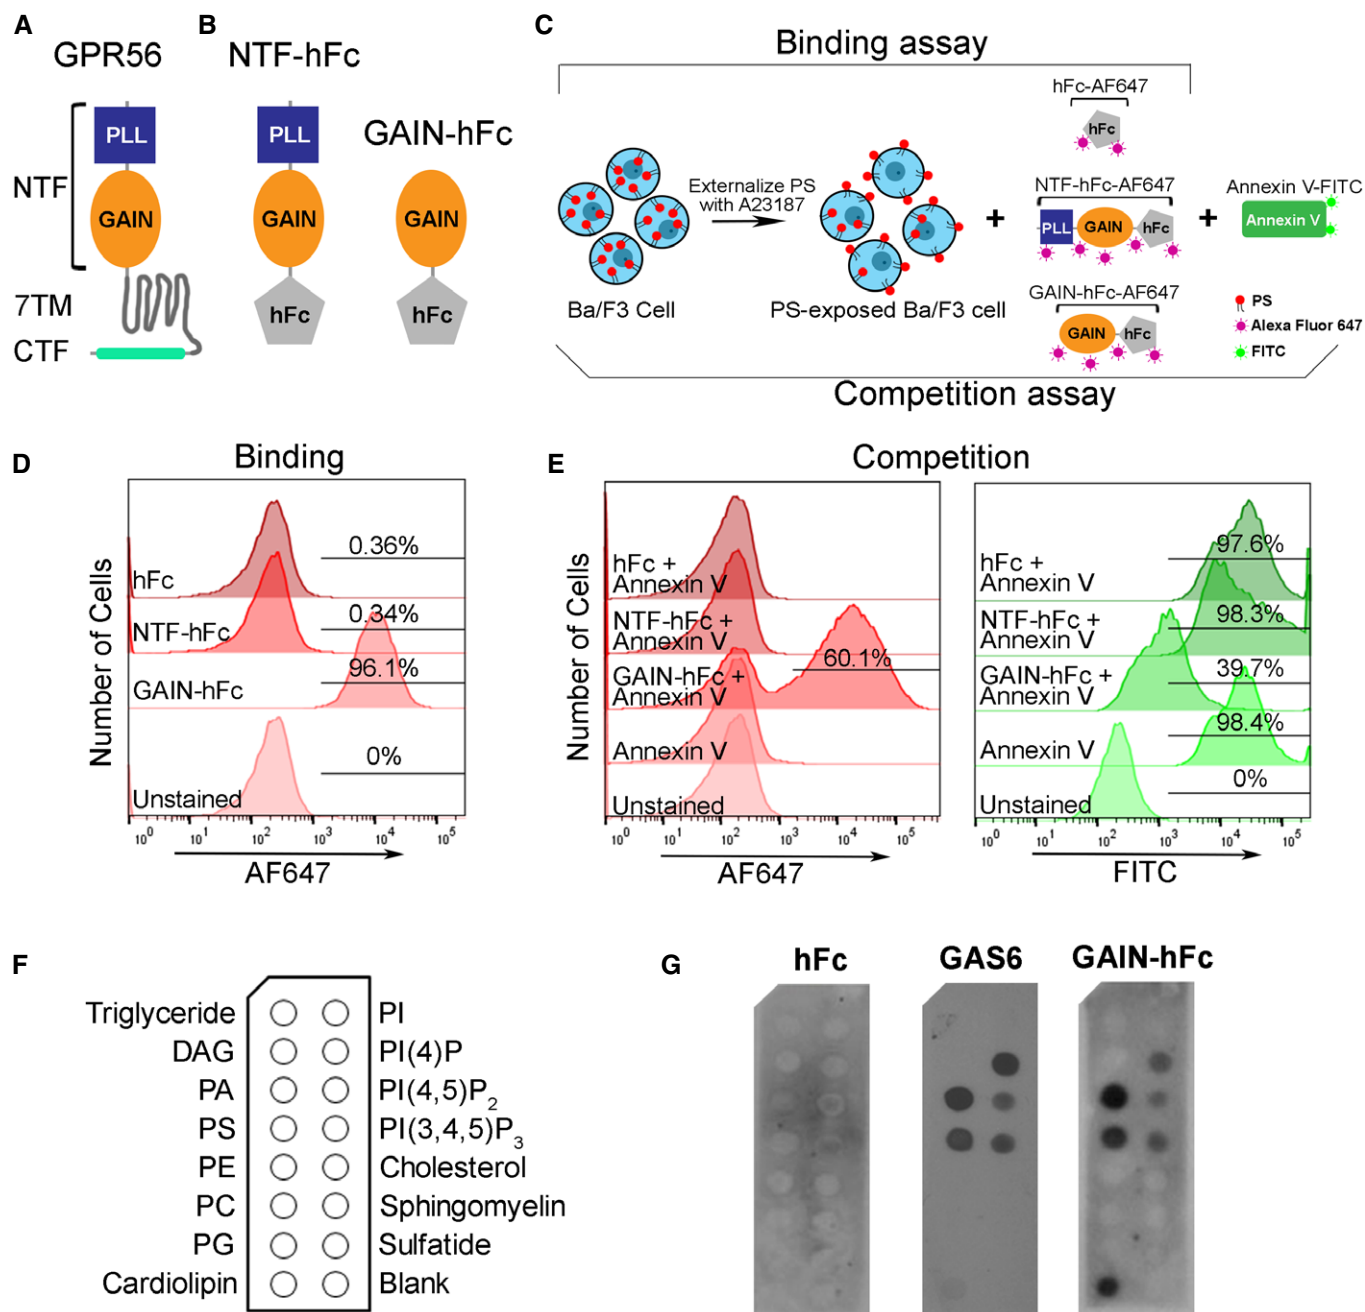 A
GPR56
PLL
GAIN
NTF
7TM
CTF
B
NTF-hFc
PLL
GAIN
hFc
GAIN-hFc
GAIN
hFc
C
Binding assay
Ba/F3 Cell
Externalize PS
with A23187
PS-exposed Ba/F3 cell
+
hFc-AF647
hFc
NTF-hFc-AF647
PLL
GAIN
hFc
GAIN-hFc-AF647
GAIN
hFc
+
Annexin V-FITC
Annexin V
PS
Alexa Fluor 647
FITC
Competition assay
D
Binding
Number of Cells
hFc
0.36%
NTF-hFc
0.34%
GAIN-hFc
96.1%
Unstained
0%
10^0 10^1 10^2 10^3 10^4 10^5
AF647
E
Competition
Number of Cells
hFc +
Annexin V
NTF-hFc +
Annexin V
GAIN-hFc +
Annexin V
60.1%
Annexin V
Unstained
10^0 10^1 10^2 10^3 10^4 10^5
AF647
hFc +
Annexin V
97.6%
NTF-hFc +
Annexin V
98.3%
GAIN-hFc +
Annexin V
39.7%
Annexin V
98.4%
Unstained
0%
10^0 10^1 10^2 10^3 10^4 10^5
FITC
F
Triglyceride PI
DAG PI(4)P
PA PI(4,5)P2
PS PI(3,4,5)P3
PE Cholesterol
PC Sphingomyelin
PG Sulfatide
Cardiolipin Blank
G
hFc
GAS6
GAIN-hFc